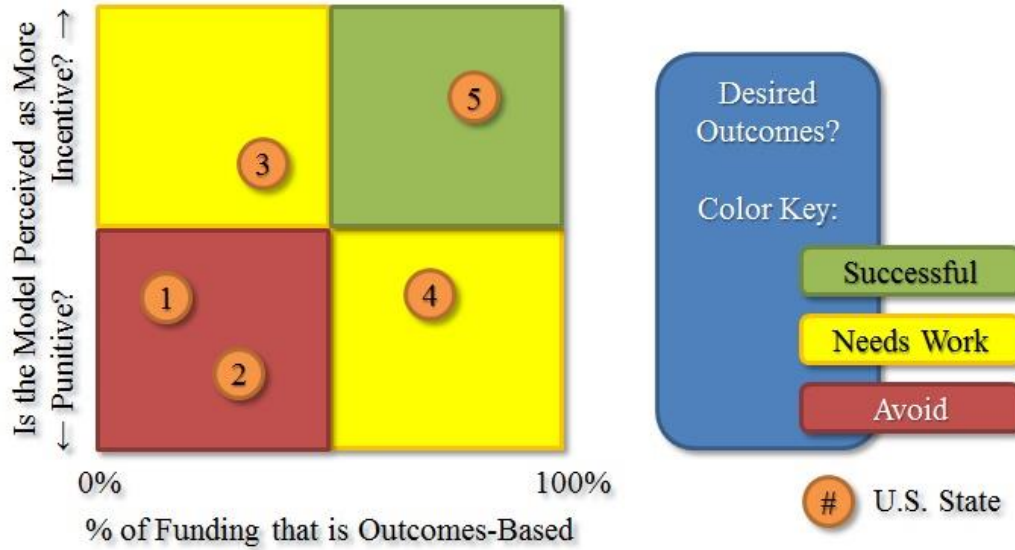 Is the Model Perceived as More
← Punitive? Incentive? →
5
3
1
4
2
0% 100%
% of Funding that is Outcomes-Based
Desired
Outcomes?
Color Key:
Successful
Needs Work
Avoid
# U.S. State